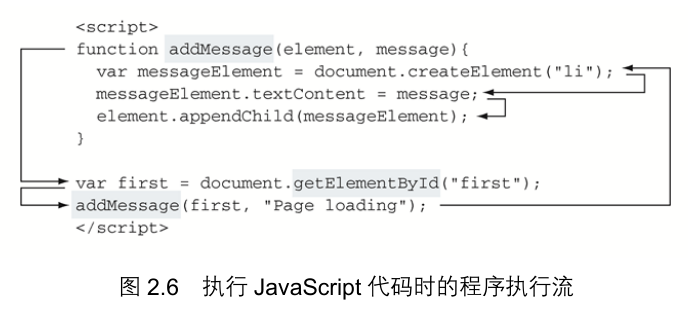 <script>
function addMessage(element, message){
var messageElement = document.createElement("li");
messageElement.textContent = message;
element.appendChild(messageElement);
}
var first = document.getElementById("first");
addMessage(first, "Page loading");
</script>
图 2.6 执行 JavaScript 代码时的程序执行流